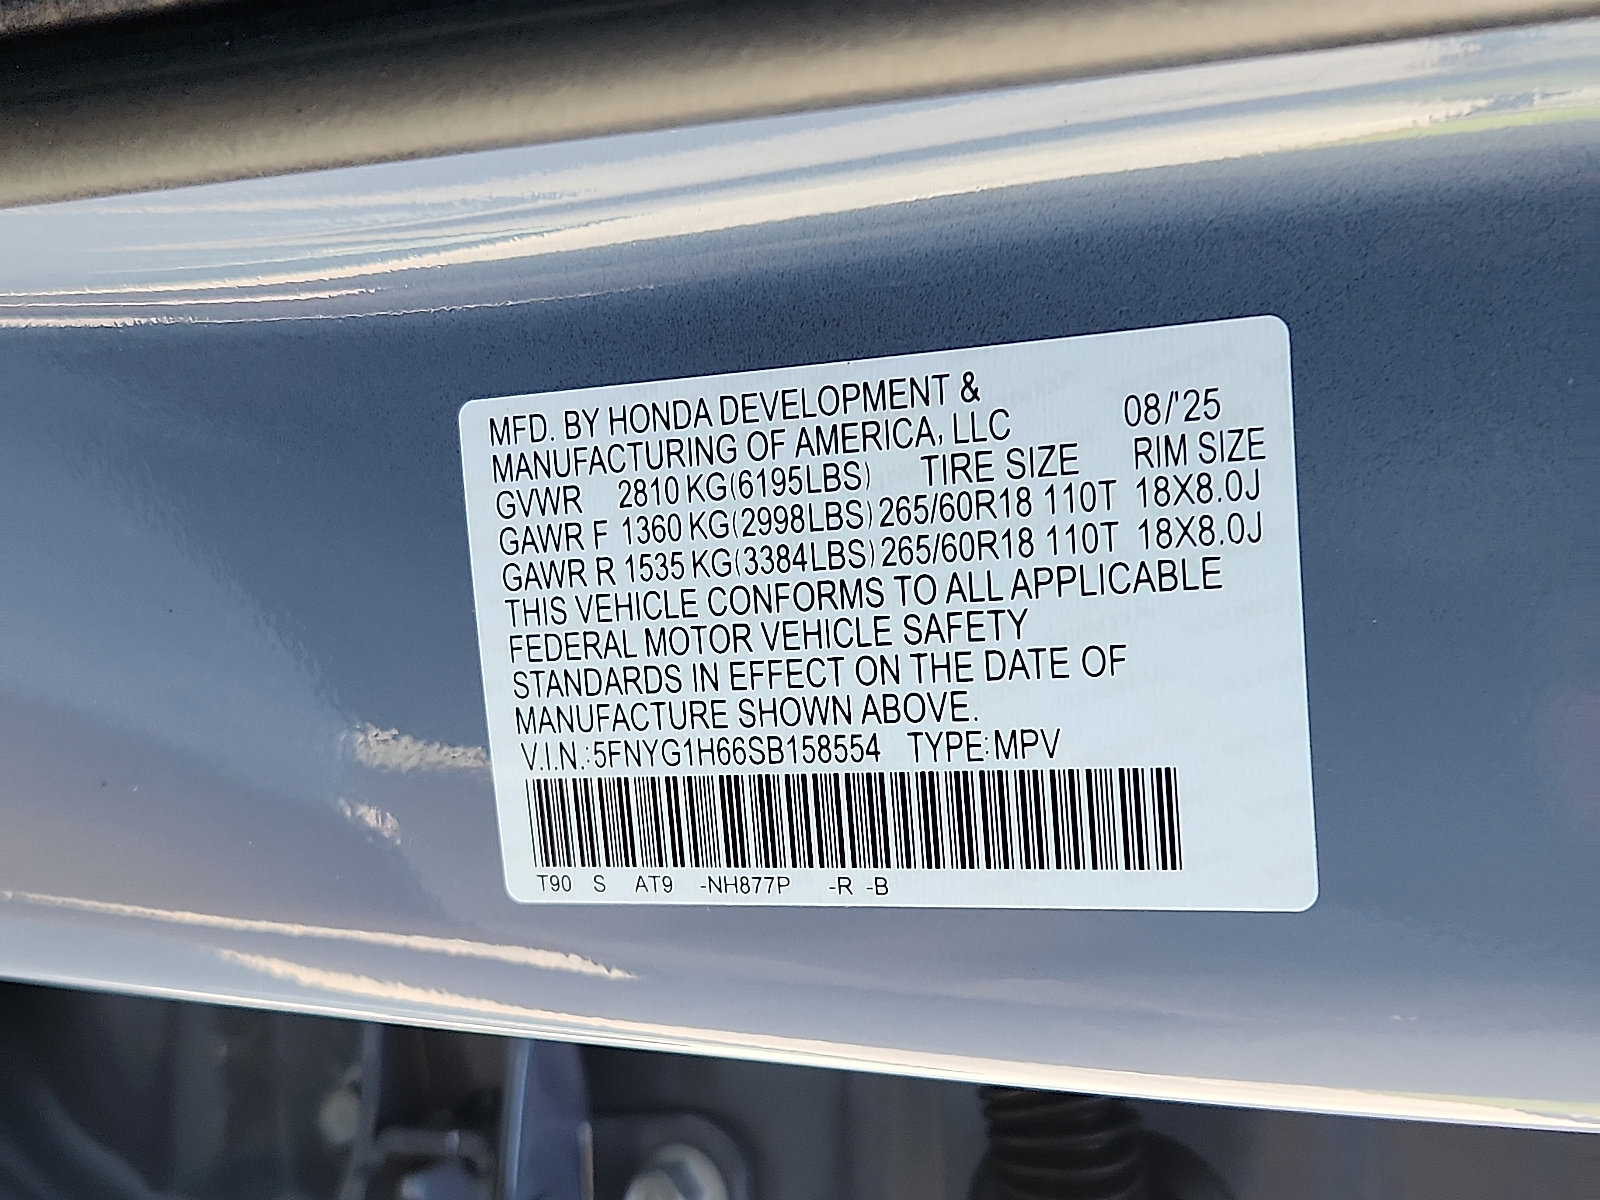 MFD. BY HONDA DEVELOPMENT &
MANUFACTURING OF AMERICA, LLC 08/'25
GVWR 2810 KG(6195LBS) TIRE SIZE RIM SIZE
GAWR F 1360 KG(2998LBS) 265/60R18 110T 18X8.0J
GAWR R 1535 KG(3384LBS) 265/60R18 110T 18X8.0J
THIS VEHICLE CONFORMS TO ALL APPLICABLE
FEDERAL MOTOR VEHICLE SAFETY
STANDARDS IN EFFECT ON THE DATE OF
MANUFACTURE SHOWN ABOVE.
V.I.N.:5FNYG1H66SB158554 TYPE:MPV
T90 S AT9 -NH877P -R -B